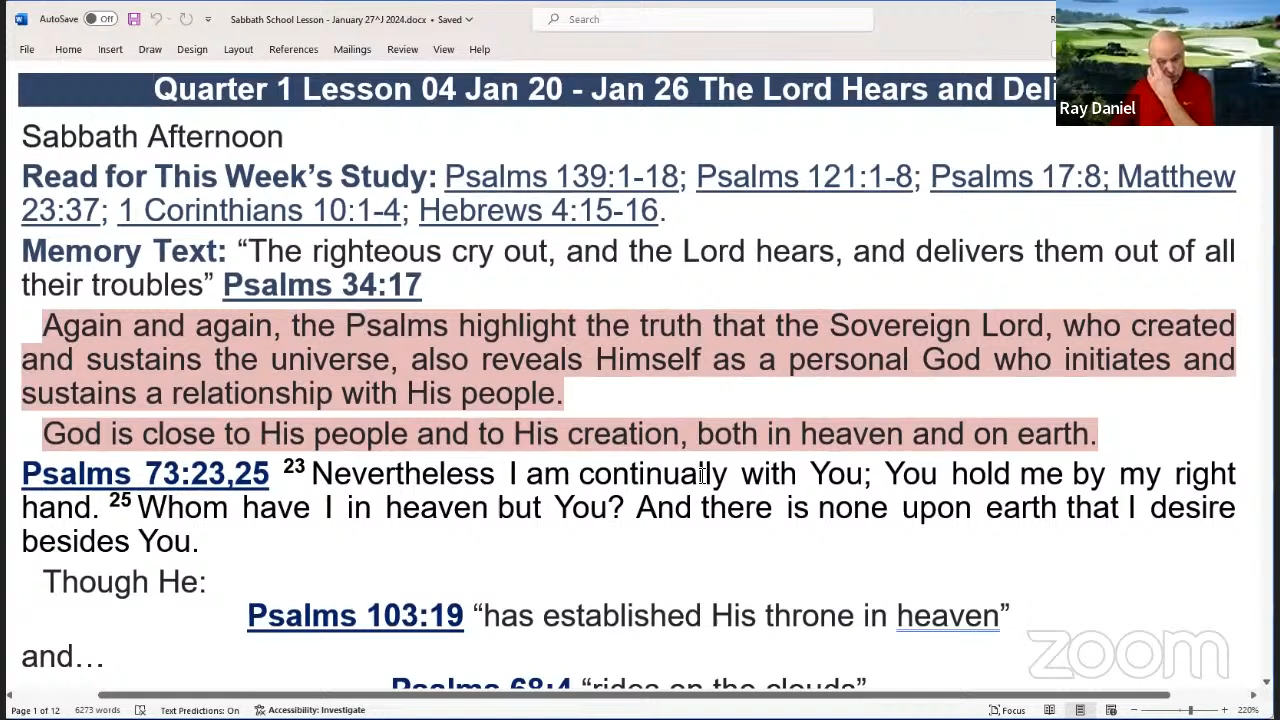 AutoSave Off Sabbath School Lesson - January 27^J 2024.docx • Saved Search
File Home Insert Draw Design Layout References Mailings Review View Help
Ray Daniel
Quarter 1 Lesson 04 Jan 20 - Jan 26 The Lord Hears and Deli
Sabbath Afternoon
Read for This Week’s Study: Psalms 139:1-18; Psalms 121:1-8; Psalms 17:8; Matthew
23:37; 1 Corinthians 10:1-4; Hebrews 4:15-16.
Memory Text: “The righteous cry out, and the Lord hears, and delivers them out of all
their troubles” Psalms 34:17
Again and again, the Psalms highlight the truth that the Sovereign Lord, who created
and sustains the universe, also reveals Himself as a personal God who initiates and
sustains a relationship with His people.
God is close to His people and to His creation, both in heaven and on earth.
Psalms 73:23,25 23 Nevertheless I am continually with You; You hold me by my right
hand. 25 Whom have I in heaven but You? And there is none upon earth that I desire
besides You.
Though He:
Psalms 103:19 “has established His throne in heaven”
and…
Psalms 68:4 “rides on the clouds”
zoom
Page 1 of 12 6273 words Text Predictions: On Accessibility: Investigate Focus 220%